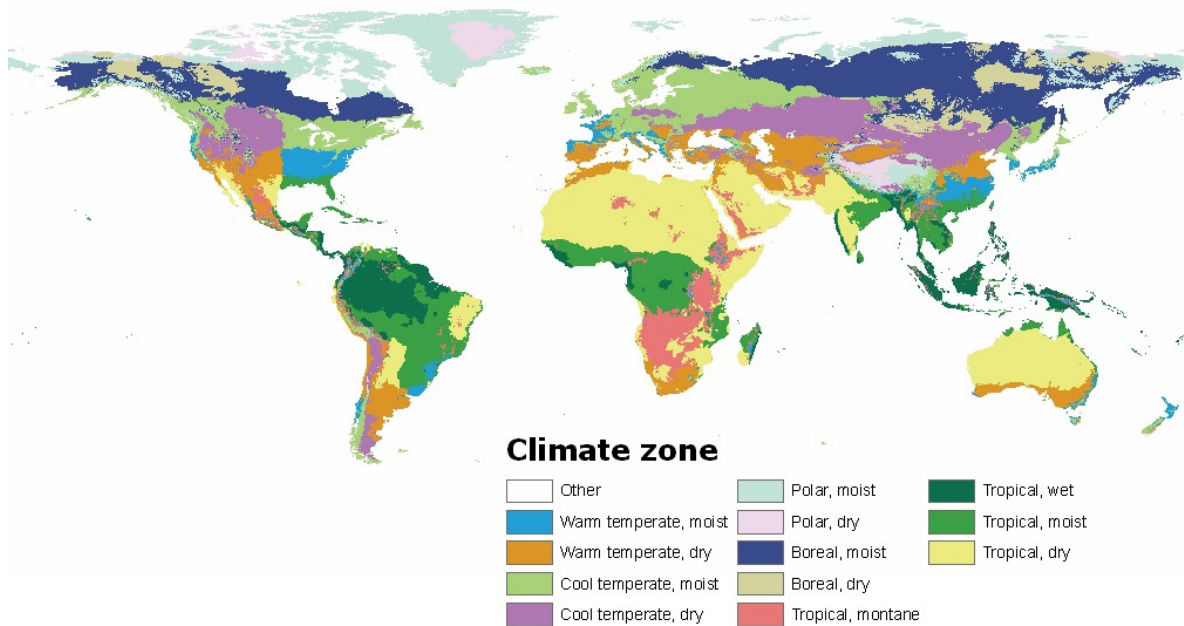 Climate zone
Other
Warm temperate, moist
Warm temperate, dry
Cool temperate, moist
Cool temperate, dry
Polar, moist
Polar, dry
Boreal, moist
Boreal, dry
Tropical, montane
Tropical, wet
Tropical, moist
Tropical, dry